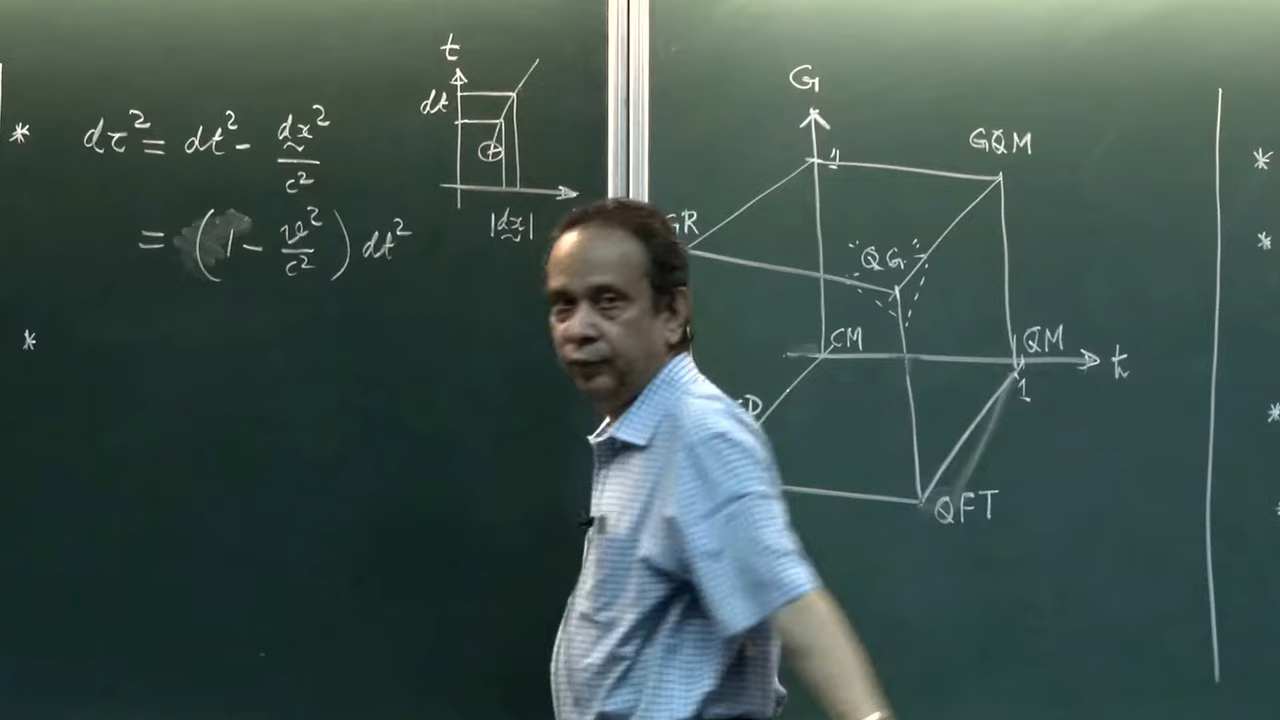 * dτ² = dt² - dx²/c²
= (1 - v²/c²) dt²
*
t
dt
|dx|
G
1
GQM
GR
"QG"
CM
QM
ħ
1
QFT
*
*
*